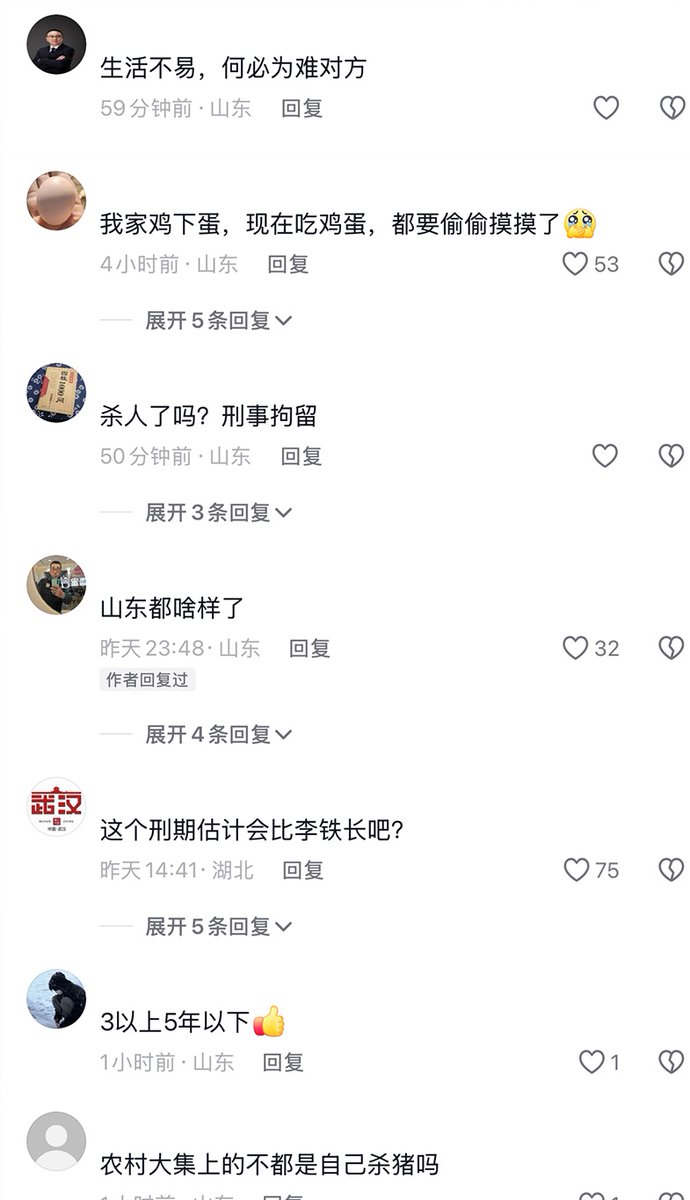 生活不易，何必为难对方
59分钟前·山东 回复
我家鸡下蛋，现在吃鸡蛋，都要偷偷摸摸了🥹
4小时前·山东 回复 53
展开5条回复
杀人了吗？刑事拘留
50分钟前·山东 回复
展开3条回复
山东都啥样了
昨天23:48·山东 回复 32
作者回复过
展开4条回复
武汉
中国·武汉
这个刑期估计会比李铁长吧？
昨天14:41·湖北 回复 75
展开5条回复
3以上5年以下👍
1小时前·山东 回复 1
农村大集上的不都是自己杀猪吗